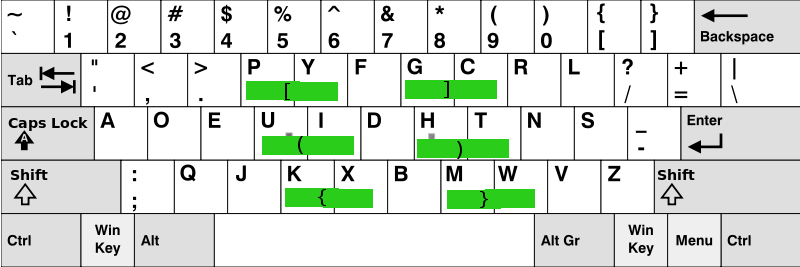 ~ ! @ # $ % ^ & * ( ) { }
` 1 2 3 4 5 6 7 8 9 0 [ ] Backspace
Tab " < > P Y F G C R L ? + |
' , . [ ] / = \
Caps Lock A O E U I D H T N S _ Enter
A ( ) -
Shift : Q J K X B M W V Z Shift
; { }
Ctrl Win Key Alt Alt Gr Win Key Menu Ctrl